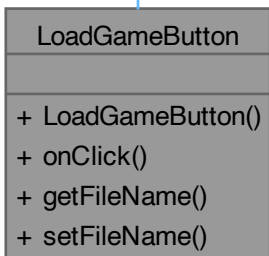 LoadGameButton
+ LoadGameButton()
+ onClick()
+ getFileName()
+ setFileName()